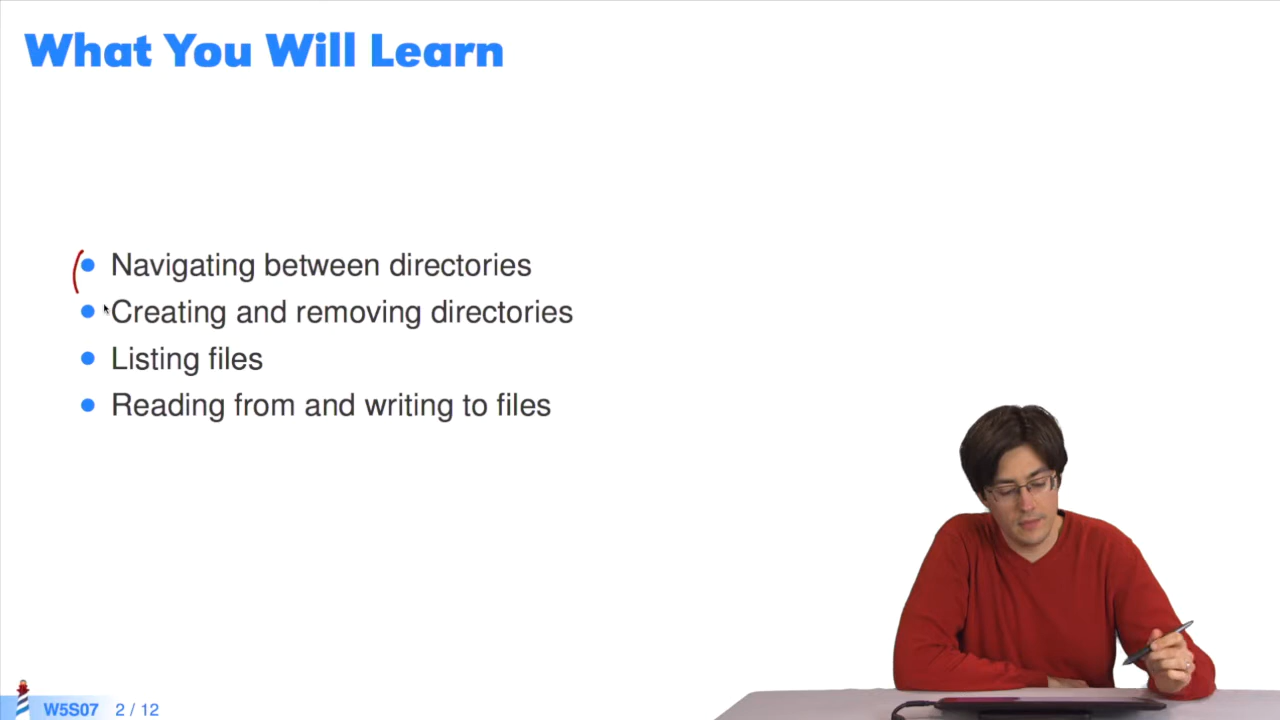 What You Will Learn
Navigating between directories
Creating and removing directories
Listing files
Reading from and writing to files
W5S07 2 / 12